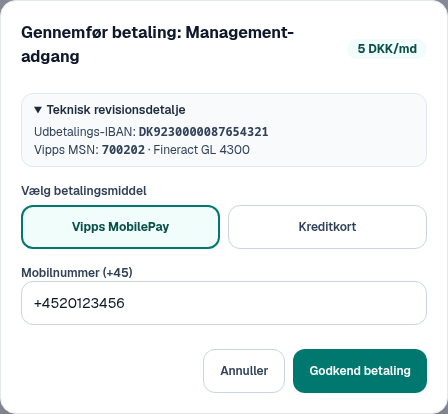 Gennemfør betaling: Management-
adgang
5 DKK/md
▼ Teknisk revisionsdetalje
Udbetalings-IBAN: DK9230000087654321
Vipps MSN: 700202 · Fineract GL 4300
Vælg betalingsmiddel
Vipps MobilePay
Kreditkort
Mobilnummer (+45)
+4520123456
Annuller
Godkend betaling